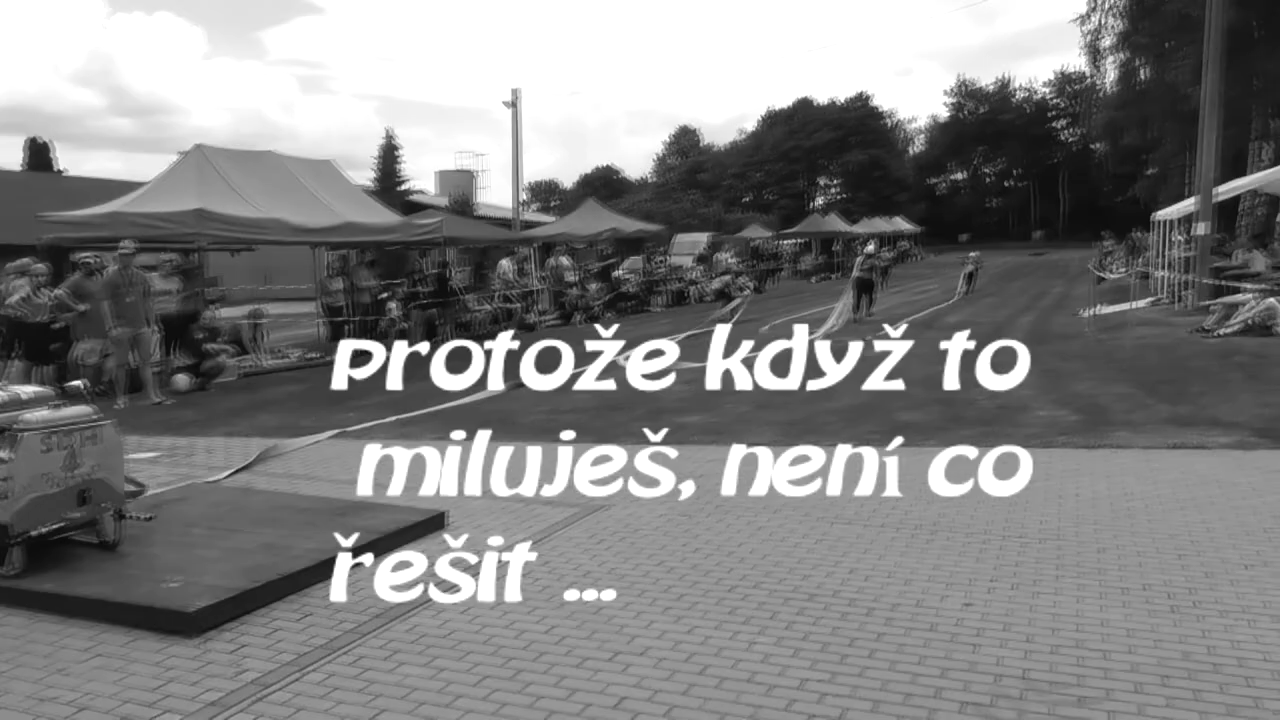 protože když to
miluješ, není co
řešit ...